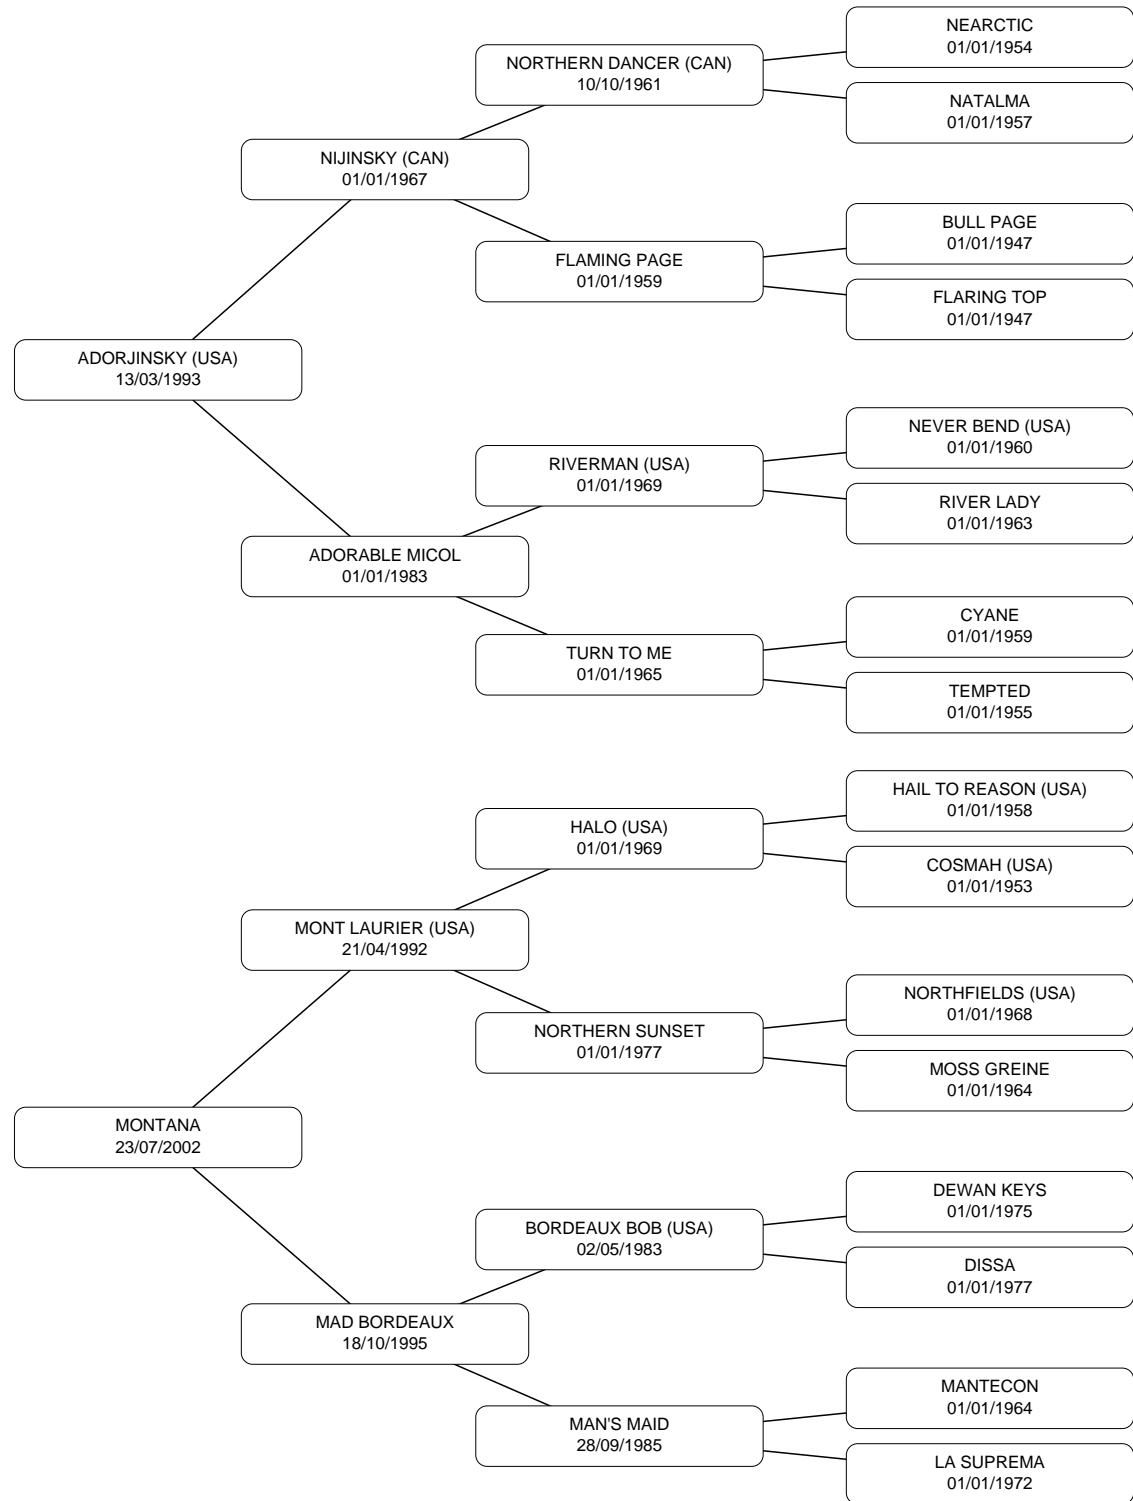 NEARCTIC
01/01/1954
NORTHERN DANCER (CAN)
10/10/1961
NATALMA
01/01/1957
NIJINSKY (CAN)
01/01/1967
BULL PAGE
01/01/1947
FLAMING PAGE
01/01/1959
FLARING TOP
01/01/1947
ADORJINSKY (USA)
13/03/1993
NEVER BEND (USA)
01/01/1960
RIVERMAN (USA)
01/01/1969
RIVER LADY
01/01/1963
ADORABLE MICOL
01/01/1983
CYANE
01/01/1959
TURN TO ME
01/01/1965
TEMPTED
01/01/1955
HAIL TO REASON (USA)
01/01/1958
HALO (USA)
01/01/1969
COSMAH (USA)
01/01/1953
MONT LAURIER (USA)
21/04/1992
NORTHFIELDS (USA)
01/01/1968
NORTHERN SUNSET
01/01/1977
MOSS GREINE
01/01/1964
MONTANA
23/07/2002
DEWAN KEYS
01/01/1975
BORDEAUX BOB (USA)
02/05/1983
DISSA
01/01/1977
MAD BORDEAUX
18/10/1995
MANTECON
01/01/1964
MAN'S MAID
28/09/1985
LA SUPREMA
01/01/1972